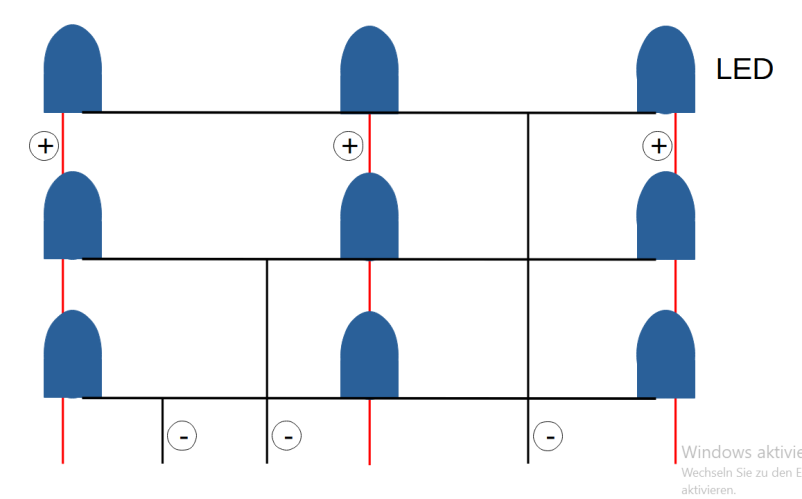 LED
+ + +
- - -
Windows aktivie
Wechseln Sie zu den E
aktivieren.